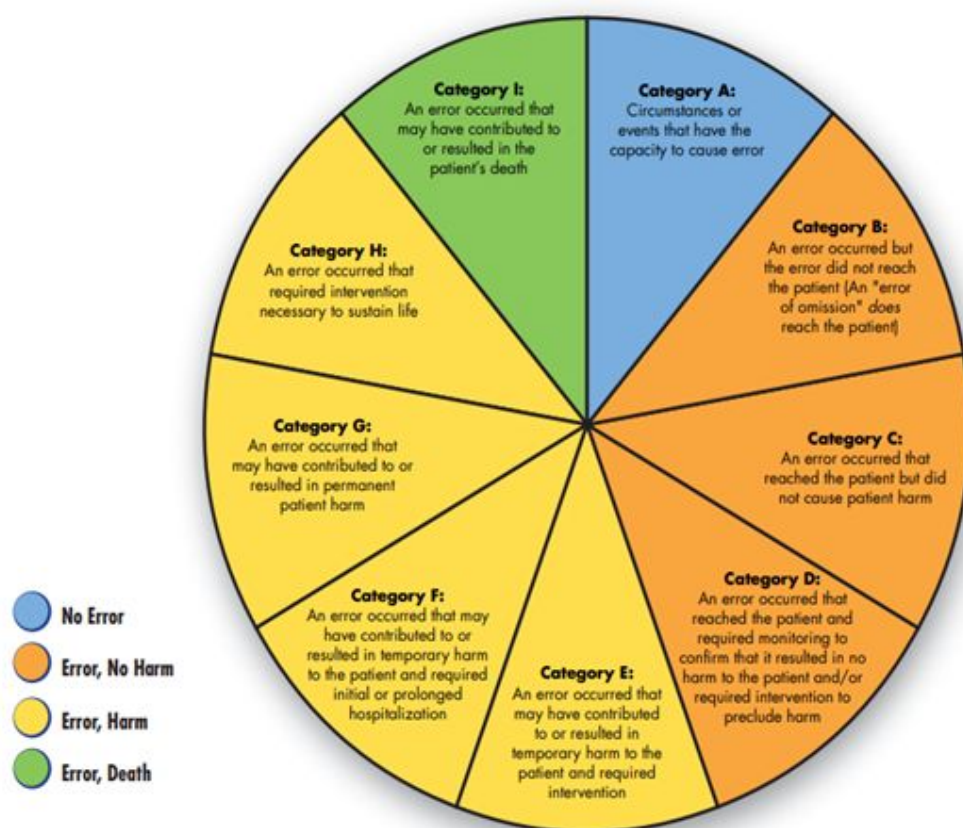 Category I:
An error occurred that
may have contributed to
or resulted in the
patient's death
Category A:
Circumstances or
events that have the
capacity to cause error
Category B:
An error occurred but
the error did not reach
the patient (An "error
of omission" does
reach the patient)
Category C:
An error occurred that
reached the patient but did
not cause patient harm
Category D:
An error occurred that
reached the patient and
required monitoring to
confirm that it resulted in no
harm to the patient and/or
required intervention to
preclude harm
Category E:
An error occurred that
may have contributed
to or resulted in
temporary harm to the
patient and required
intervention
Category F:
An error occurred that may
have contributed to or
resulted in temporary harm
to the patient and required
initial or prolonged
hospitalization
Category G:
An error occurred that
may have contributed to or
resulted in permanent
patient harm
Category H:
An error occurred that
required intervention
necessary to sustain life
No Error
Error, No Harm
Error, Harm
Error, Death